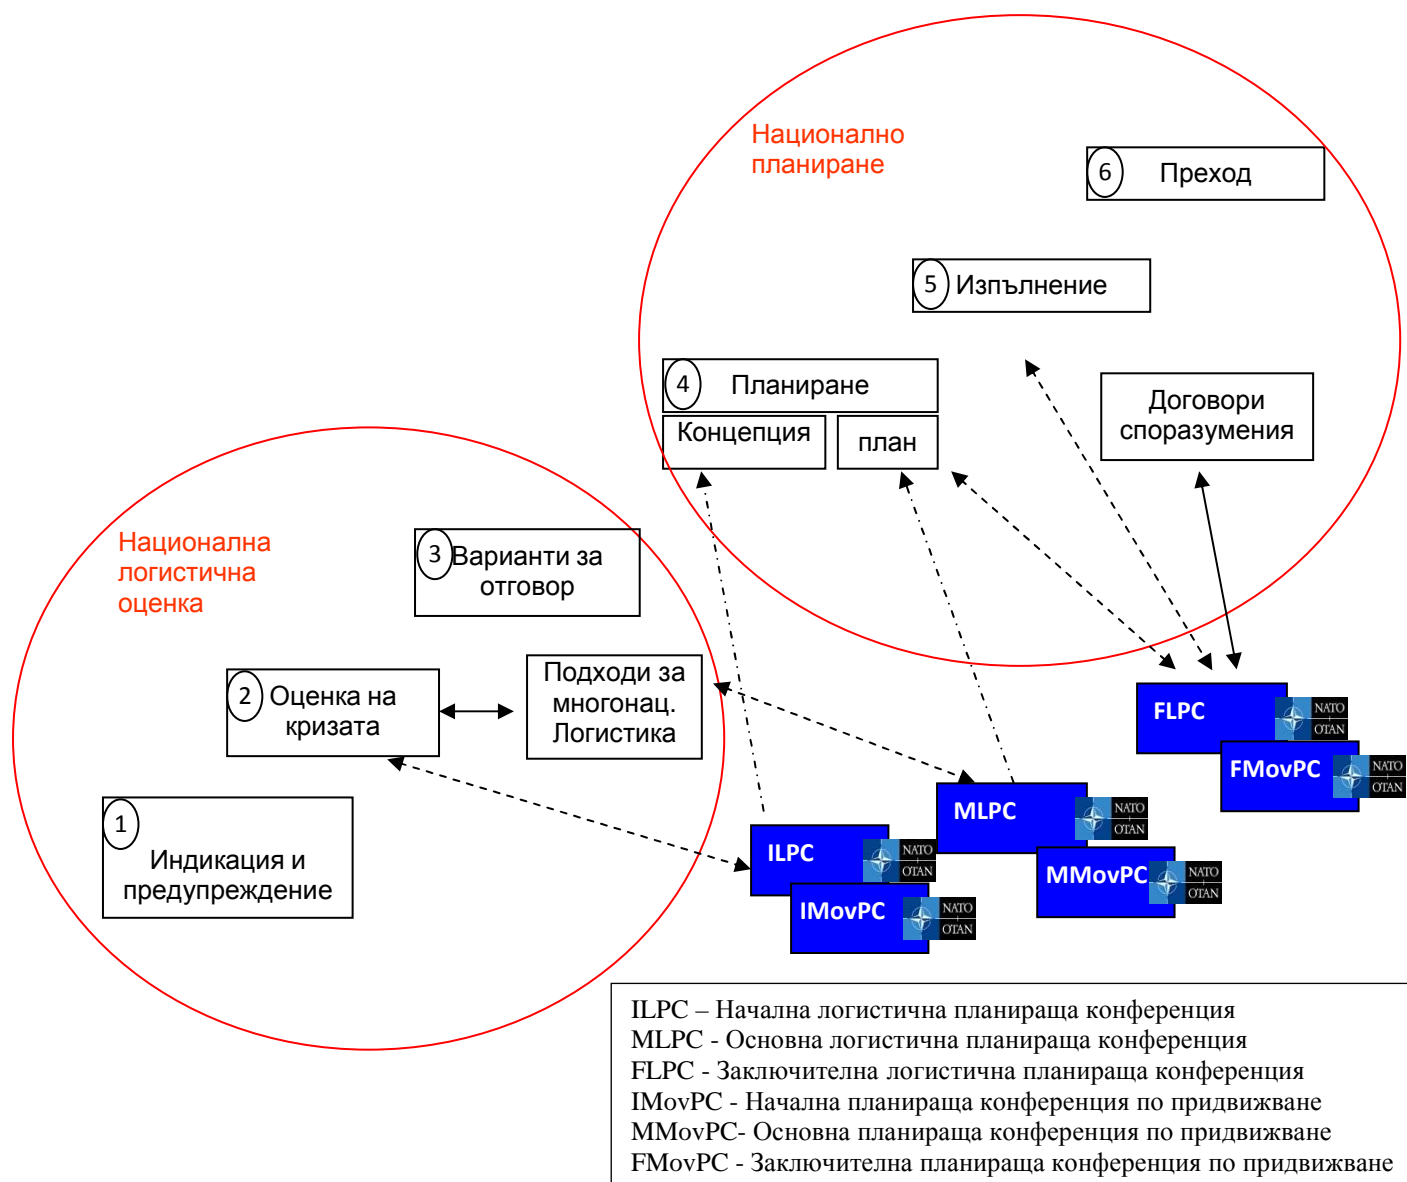 Национално
планиране
6
Преход
5
Изпълнение
4
Планиране
Концепция
план
Договори
споразумения
Национална
логистична
оценка
3
Варианти за
отговор
2
Оценка на
кризата
Подходи за
многонац.
Логистика
1
Индикация и
предупреждение
FLPC
NATO
OTAN
FMovPC
NATO
OTAN
MLPC
NATO
OTAN
MMovPC
NATO
OTAN
ILPC
NATO
OTAN
IMovPC
NATO
OTAN
ILPC – Начална логистична планираща конференция
MLPC - Основна логистична планираща конференция
FLPC - Заключителна логистична планираща конференция
IMovPC - Начална планираща конференция по придвижване
MMovPC- Основна планираща конференция по придвижване
FMovPC - Заключителна планираща конференция по придвижване